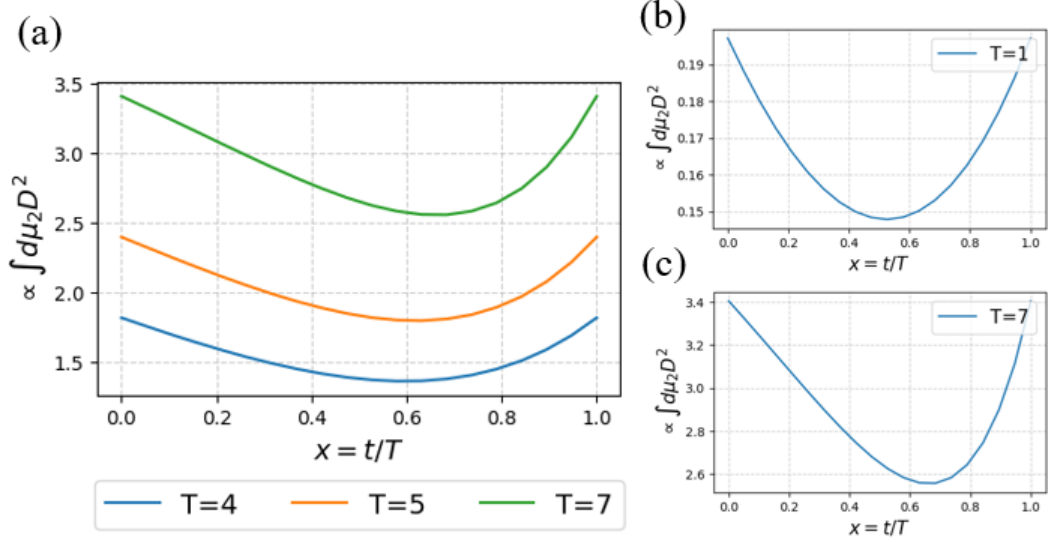 (a)
3.5
3.0
2.5
2.0
1.5
∝ ∫dμ₂D²
0.0 0.2 0.4 0.6 0.8 1.0
x = t/T
T=4 T=5 T=7
(b)
0.19
0.18
0.17
0.16
0.15
∝ ∫dμ₂D²
T=1
0.0 0.2 0.4 0.6 0.8 1.0
x = t/T
(c)
3.4
3.2
3.0
2.8
2.6
∝ ∫dμ₂D²
T=7
0.0 0.2 0.4 0.6 0.8 1.0
x = t/T